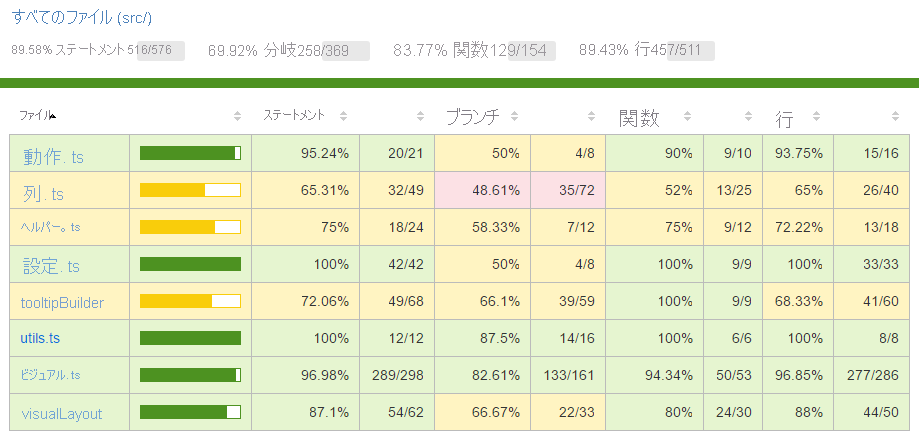 すべてのファイル (src/)
89.58% ステートメント 516/576 69.92% 分岐258/369 83.77% 関数129/154 89.43% 行457/511
ファイル ステートメント ブランチ 関数 行
動作. ts 95.24% 20/21 50% 4/8 90% 9/10 93.75% 15/16
列. ts 65.31% 32/49 48.61% 35/72 52% 13/25 65% 26/40
ヘルパー。ts 75% 18/24 58.33% 7/12 75% 9/12 72.22% 13/18
設定. ts 100% 42/42 50% 4/8 100% 9/9 100% 33/33
tooltipBuilder 72.06% 49/68 66.1% 39/59 100% 9/9 68.33% 41/60
utils.ts 100% 12/12 87.5% 14/16 100% 6/6 100% 8/8
ビジュアル. ts 96.98% 289/298 82.61% 133/161 94.34% 50/53 96.85% 277/286
visualLayout 87.1% 54/62 66.67% 22/33 80% 24/30 88% 44/50